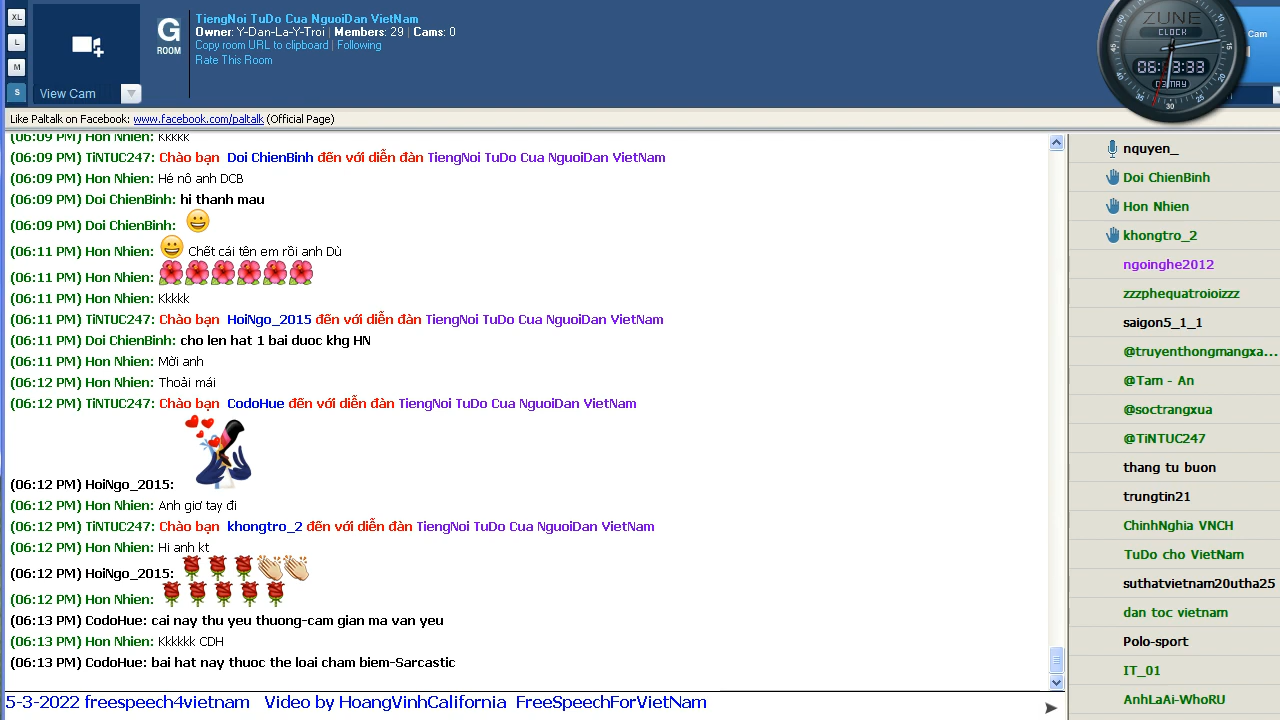 XL
L
M
S
View Cam
G
ROOM
TiengNoi TuDo Cua NguoiDan VietNam
Owner: Y-Dan-La-Y-Troi | Members: 29 | Cams: 0
Copy room URL to clipboard | Following
Rate This Room
ZUNE
CLOCK
03 MAY
Cam
Like Paltalk on Facebook: www.facebook.com/paltalk (Official Page)
(06:09 PM) Hon Nhien: Kkkkk
(06:09 PM) TiNTUC247: Chào bạn Doi ChienBinh đến với diễn đàn TiengNoi TuDo Cua NguoiDan VietNam
(06:09 PM) Hon Nhien: Hé nô anh DCB
(06:09 PM) Doi ChienBinh: hi thanh mau
(06:09 PM) Doi ChienBinh:
(06:11 PM) Hon Nhien: Chết cái tên em rồi anh Dù
(06:11 PM) Hon Nhien:
(06:11 PM) Hon Nhien: Kkkkk
(06:11 PM) TiNTUC247: Chào bạn HoiNgo_2015 đến với diễn đàn TiengNoi TuDo Cua NguoiDan VietNam
(06:11 PM) Doi ChienBinh: cho len hat 1 bai duoc khg HN
(06:11 PM) Hon Nhien: Mời anh
(06:12 PM) Hon Nhien: Thoải mái
(06:12 PM) TiNTUC247: Chào bạn CodoHue đến với diễn đàn TiengNoi TuDo Cua NguoiDan VietNam
(06:12 PM) HoiNgo_2015:
(06:12 PM) Hon Nhien: Anh giơ tay đi
(06:12 PM) TiNTUC247: Chào bạn khongtro_2 đến với diễn đàn TiengNoi TuDo Cua NguoiDan VietNam
(06:12 PM) Hon Nhien: Hi anh kt
(06:12 PM) HoiNgo_2015:
(06:12 PM) Hon Nhien:
(06:13 PM) CodoHue: cai nay thu yeu thuong-cam gian ma van yeu
(06:13 PM) Hon Nhien: Kkkkkk CDH
(06:13 PM) CodoHue: bai hat nay thuoc the loai cham biem-Sarcastic
nquyen_
Doi ChienBinh
Hon Nhien
khongtro_2
ngoinghe2012
zzzphequatroioizzz
saigon5_1_1
@truyenthongmangxa...
@Tam - An
@soctrangxua
@TiNTUC247
thang tu buon
trungtin21
ChinhNghia VNCH
TuDo cho VietNam
suthatvietnam20utha25
dan toc vietnam
Polo-sport
IT_01
AnhLaAi-WhoRU
5-3-2022 freespeech4vietnam Video by HoangVinhCalifornia FreeSpeechForVietNam